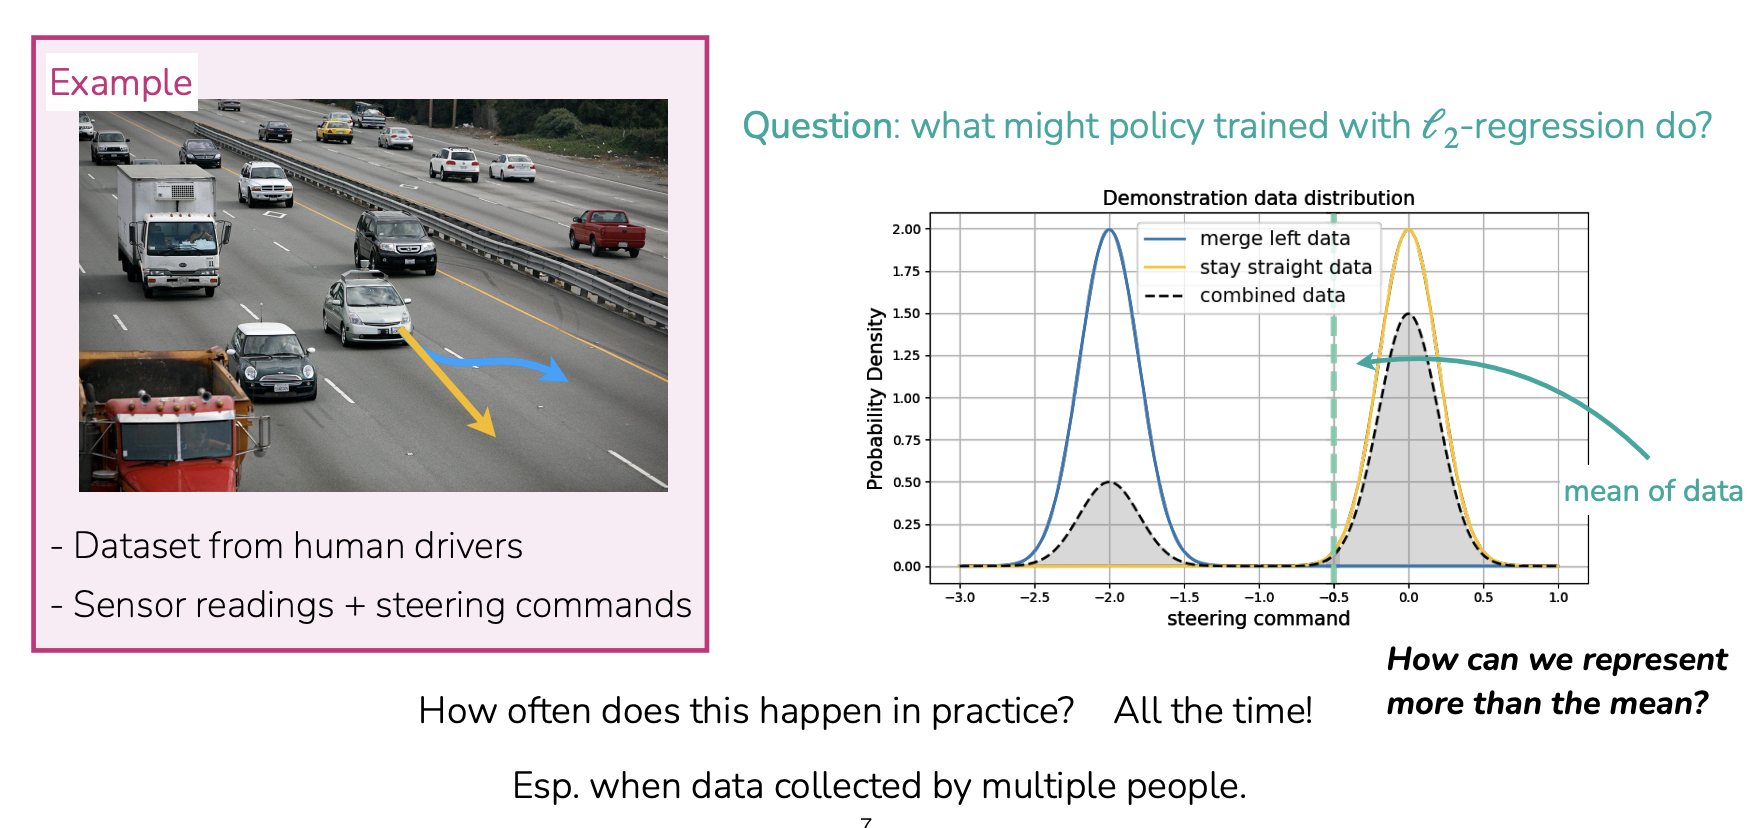 Example
- Dataset from human drivers
- Sensor readings + steering commands
Question: what might policy trained with ℓ₂-regression do?
Demonstration data distribution
merge left data
stay straight data
combined data
Probability Density
2.00
1.75
1.50
1.25
1.00
0.75
0.50
0.25
0.00
−3.0 −2.5 −2.0 −1.5 −1.0 −0.5 0.0 0.5 1.0
steering command
mean of data
How can we represent
more than the mean?
How often does this happen in practice? All the time!
Esp. when data collected by multiple people.
7